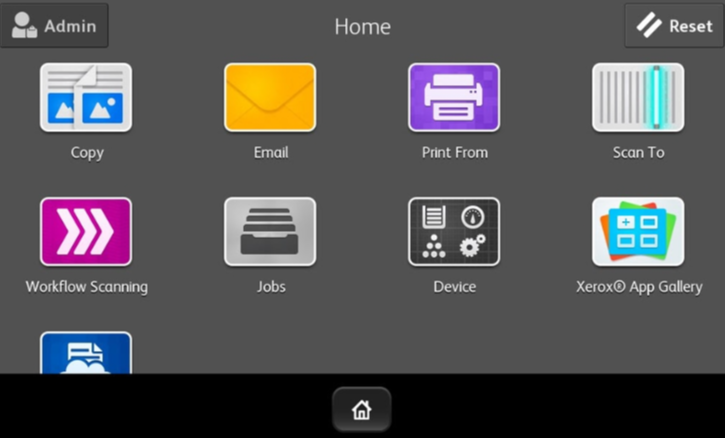 Admin
Home
Reset
Copy
Email
Print From
Scan To
Workflow Scanning
Jobs
Device
Xerox® App Gallery